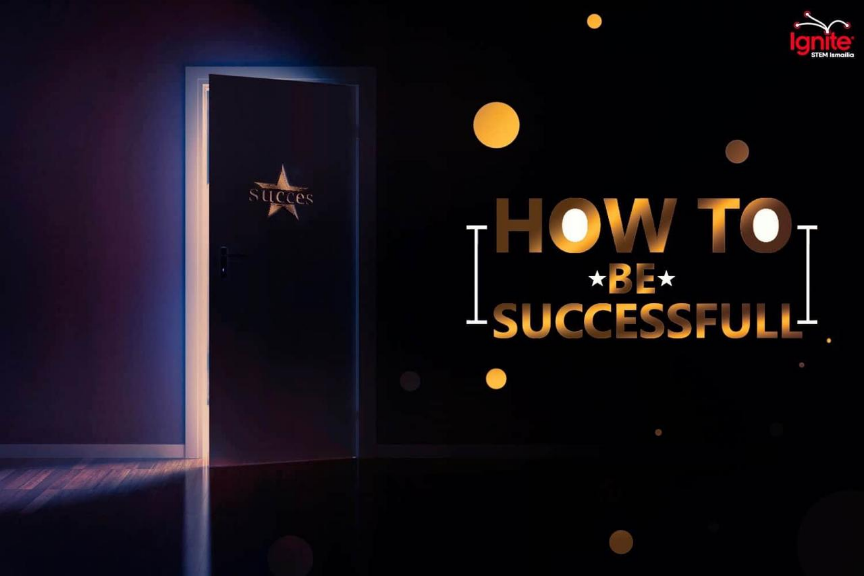 Ignite
STEM Ismailia
succes
HOW TO
BE
SUCCESSFULL